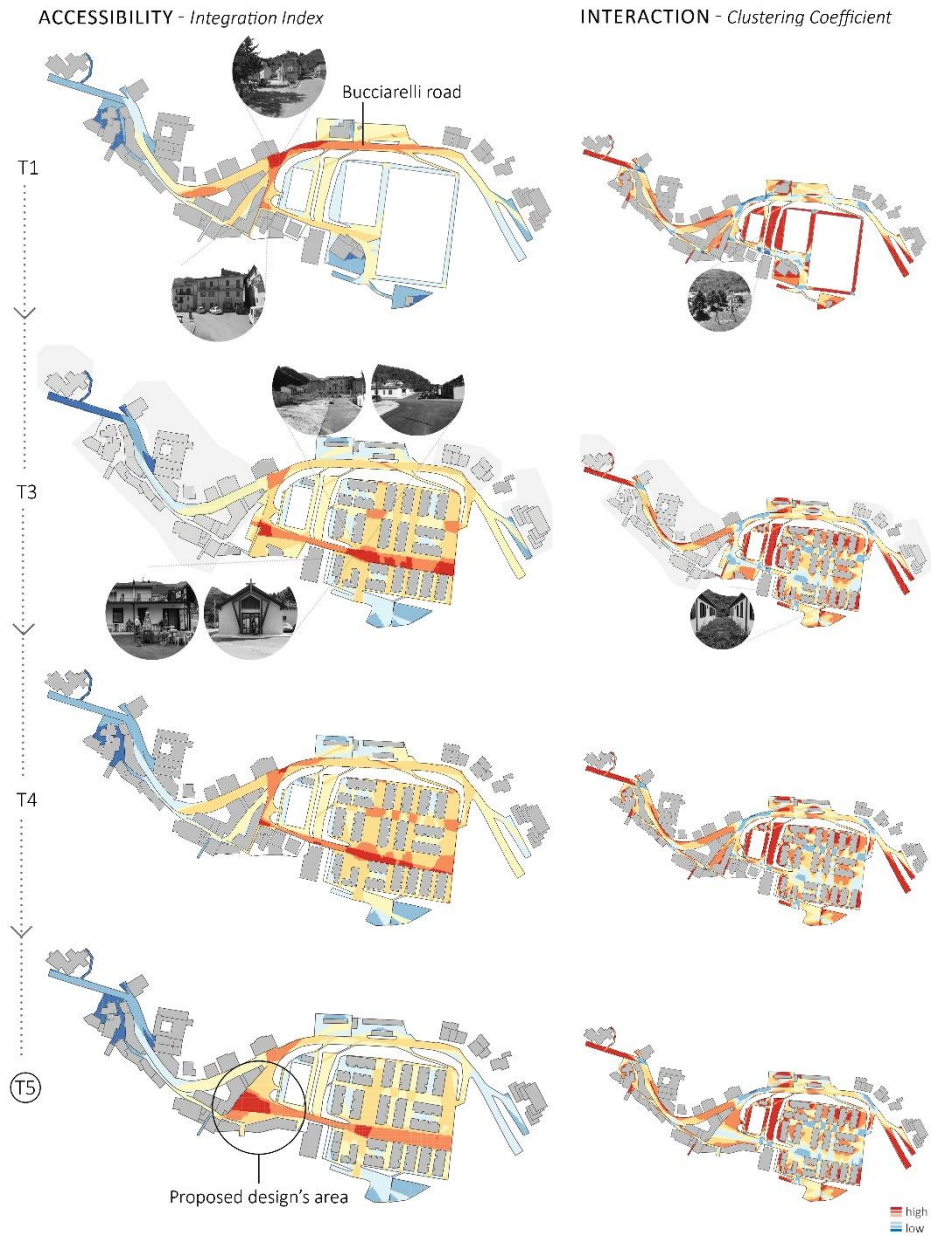 ACCESSIBILITY - Integration Index
INTERACTION - Clustering Coefficient
Bucciarelli road
T1
T3
T4
T5
Proposed design's area
high
low